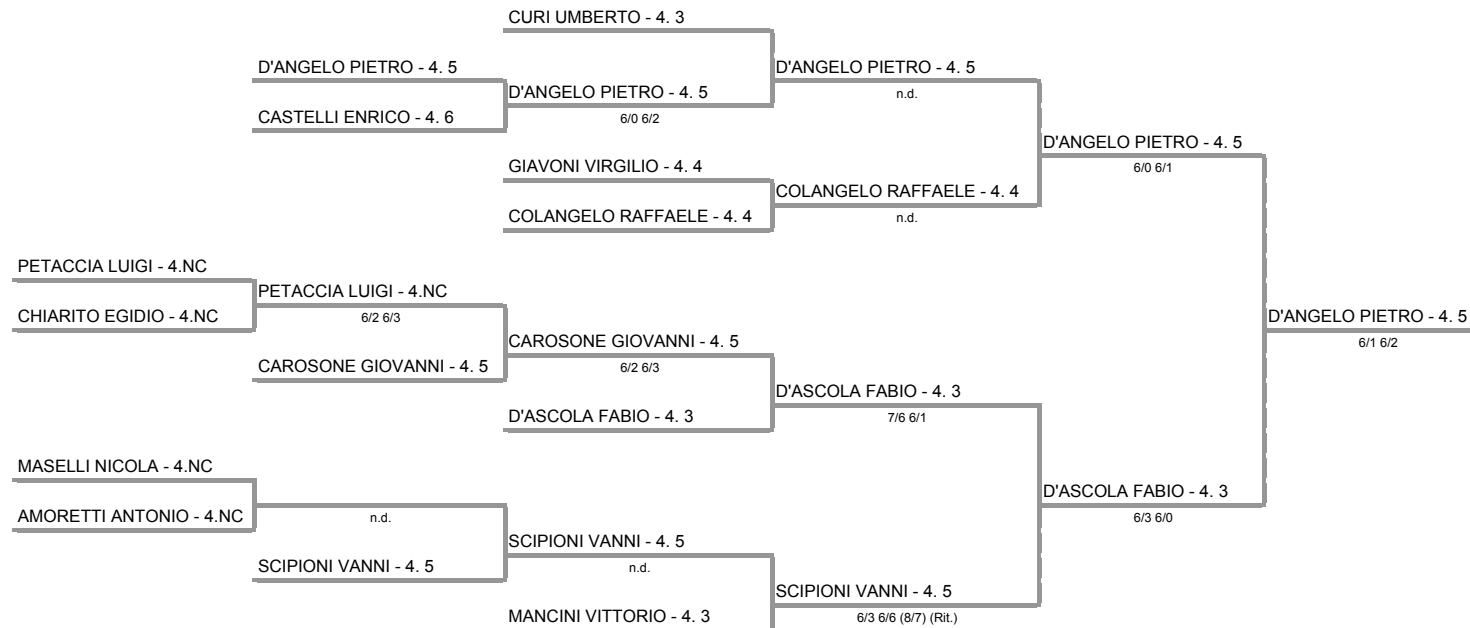 CURI UMBERTO - 4. 3
D'ANGELO PIETRO - 4. 5
D'ANGELO PIETRO - 4. 5
n.d.
D'ANGELO PIETRO - 4. 5
6/0 6/2
CASTELLI ENRICO - 4. 6
D'ANGELO PIETRO - 4. 5
6/0 6/1
GIAVONI VIRGILIO - 4. 4
COLANGELO RAFFAELE - 4. 4
n.d.
COLANGELO RAFFAELE - 4. 4
PETACCIA LUIGI - 4.NC
PETACCIA LUIGI - 4.NC
6/2 6/3
CHIARITO EGIDIO - 4.NC
D'ANGELO PIETRO - 4. 5
6/1 6/2
CAROSONE GIOVANNI - 4. 5
6/2 6/3
CAROSONE GIOVANNI - 4. 5
D'ASCOLA FABIO - 4. 3
7/6 6/1
D'ASCOLA FABIO - 4. 3
MASELLI NICOLA - 4.NC
D'ASCOLA FABIO - 4. 3
6/3 6/0
AMORETTI ANTONIO - 4.NC
n.d.
SCIPIONI VANNI - 4. 5
n.d.
SCIPIONI VANNI - 4. 5
SCIPIONI VANNI - 4. 5
6/3 6/6 (8/7) (Rit.)
MANCINI VITTORIO - 4. 3